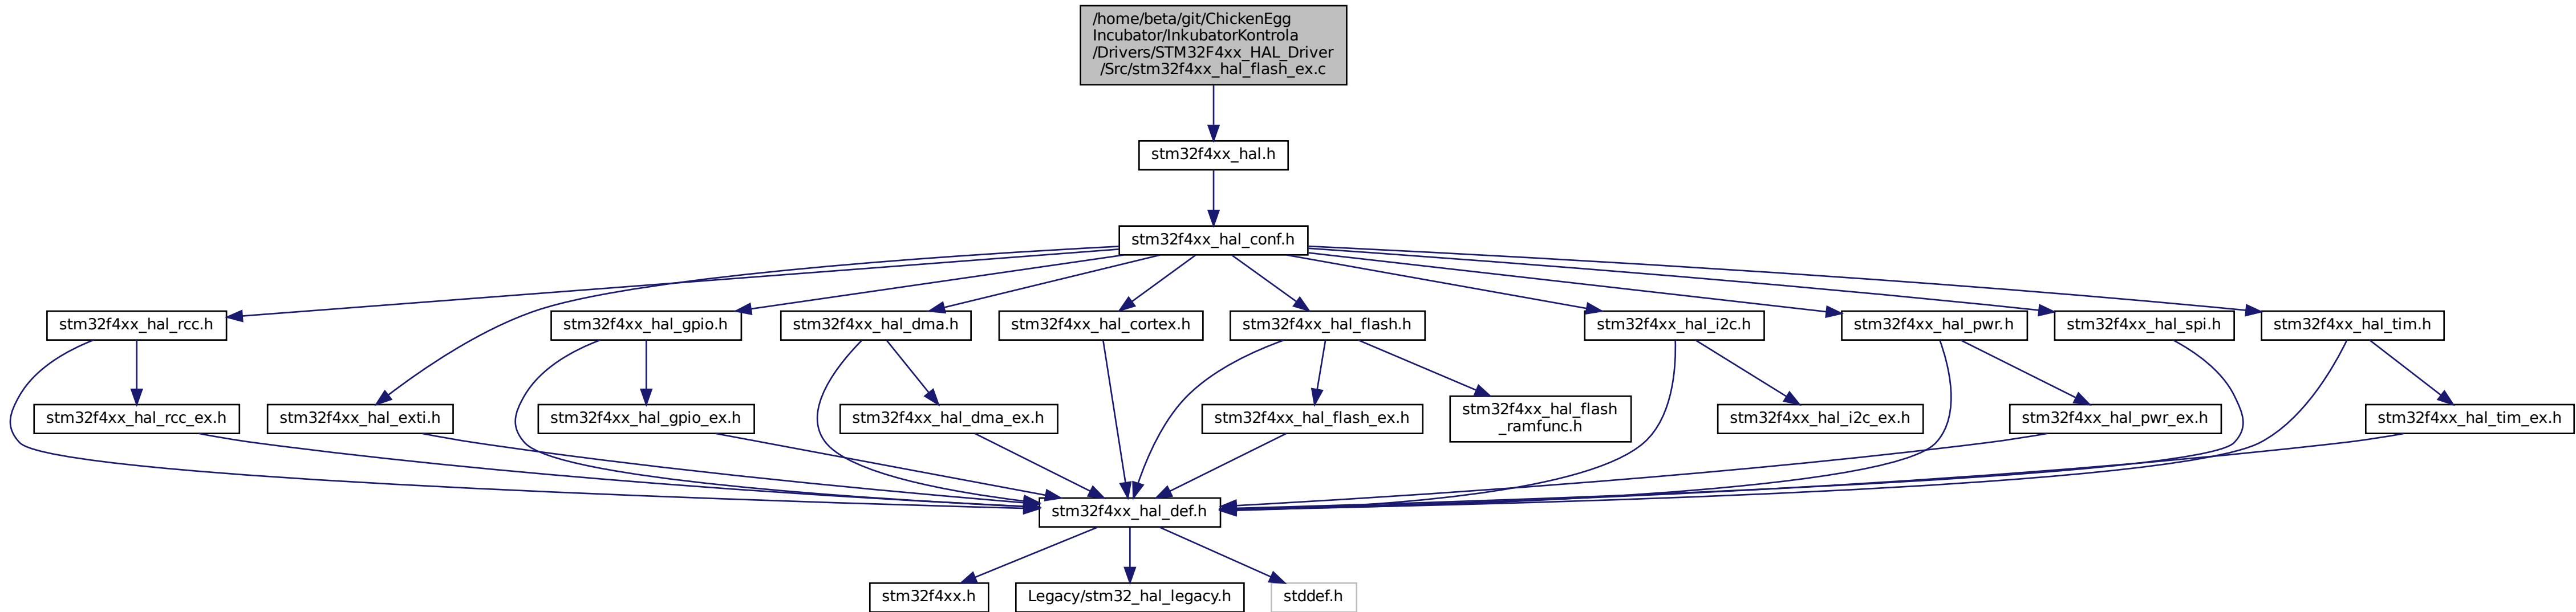 /home/beta/git/ChickenEgg
Incubator/InkubatorKontrola
/Drivers/STM32F4xx_HAL_Driver
/Src/stm32f4xx_hal_flash_ex.c
stm32f4xx_hal.h
stm32f4xx_hal_conf.h
stm32f4xx_hal_rcc.h
stm32f4xx_hal_gpio.h
stm32f4xx_hal_dma.h
stm32f4xx_hal_cortex.h
stm32f4xx_hal_flash.h
stm32f4xx_hal_i2c.h
stm32f4xx_hal_pwr.h
stm32f4xx_hal_spi.h
stm32f4xx_hal_tim.h
stm32f4xx_hal_rcc_ex.h
stm32f4xx_hal_exti.h
stm32f4xx_hal_gpio_ex.h
stm32f4xx_hal_dma_ex.h
stm32f4xx_hal_flash_ex.h
stm32f4xx_hal_flash
_ramfunc.h
stm32f4xx_hal_i2c_ex.h
stm32f4xx_hal_pwr_ex.h
stm32f4xx_hal_tim_ex.h
stm32f4xx_hal_def.h
stm32f4xx.h
Legacy/stm32_hal_legacy.h
stddef.h